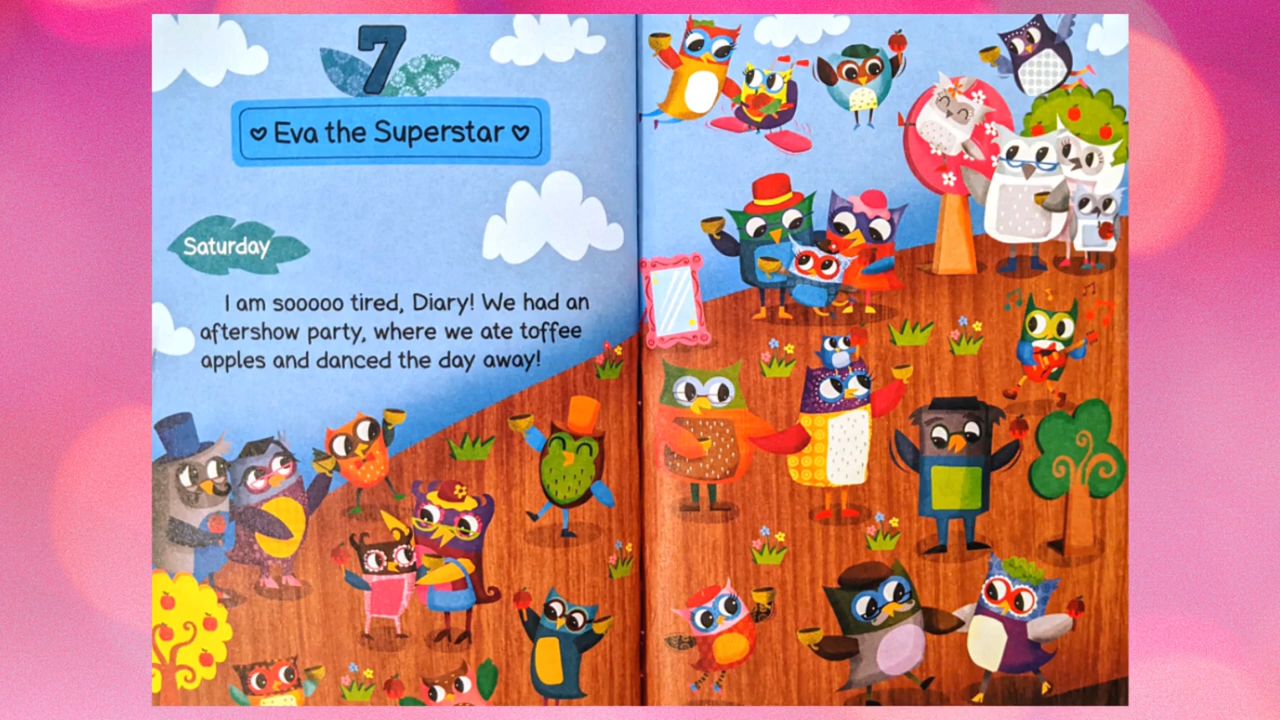 7
♡ Eva the Superstar ♡
Saturday
I am sooooo tired, Diary! We had an
aftershow party, where we ate toffee
apples and danced the day away!